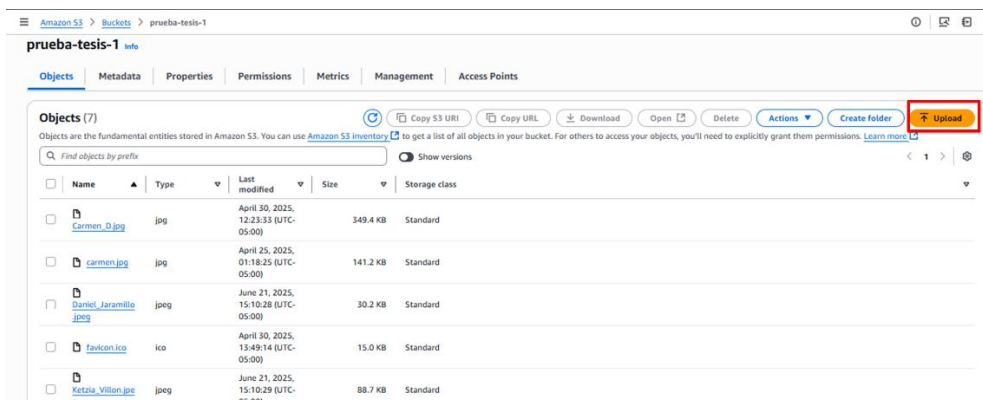 Amazon S3 > Buckets > prueba-tesis-1
prueba-tesis-1 Info
Objects Metadata Properties Permissions Metrics Management Access Points
Objects (7) Copy S3 URI Copy URL Download Open Delete Actions Create folder Upload
Objects are the fundamental entities stored in Amazon S3. You can use Amazon S3 inventory to get a list of all objects in your bucket. For others to access your objects, you'll need to explicitly grant them permissions. Learn more
Find objects by prefix Show versions 1
Name Type Last modified Size Storage class
April 30, 2025,
Carmen_D.jpg jpg 12:23:33 (UTC- 349.4 KB Standard
05:00)
April 25, 2025,
carmen.jpg jpg 01:18:25 (UTC- 141.2 KB Standard
05:00)
June 21, 2025,
Daniel_Jaramillo jpeg 15:10:28 (UTC- 30.2 KB Standard
.jpeg 05:00)
April 30, 2025,
favicon.ico ico 13:49:14 (UTC- 15.0 KB Standard
05:00)
June 21, 2025,
Ketzia_Villon.jpe jpeg 15:10:29 (UTC- 88.7 KB Standard
05:00)